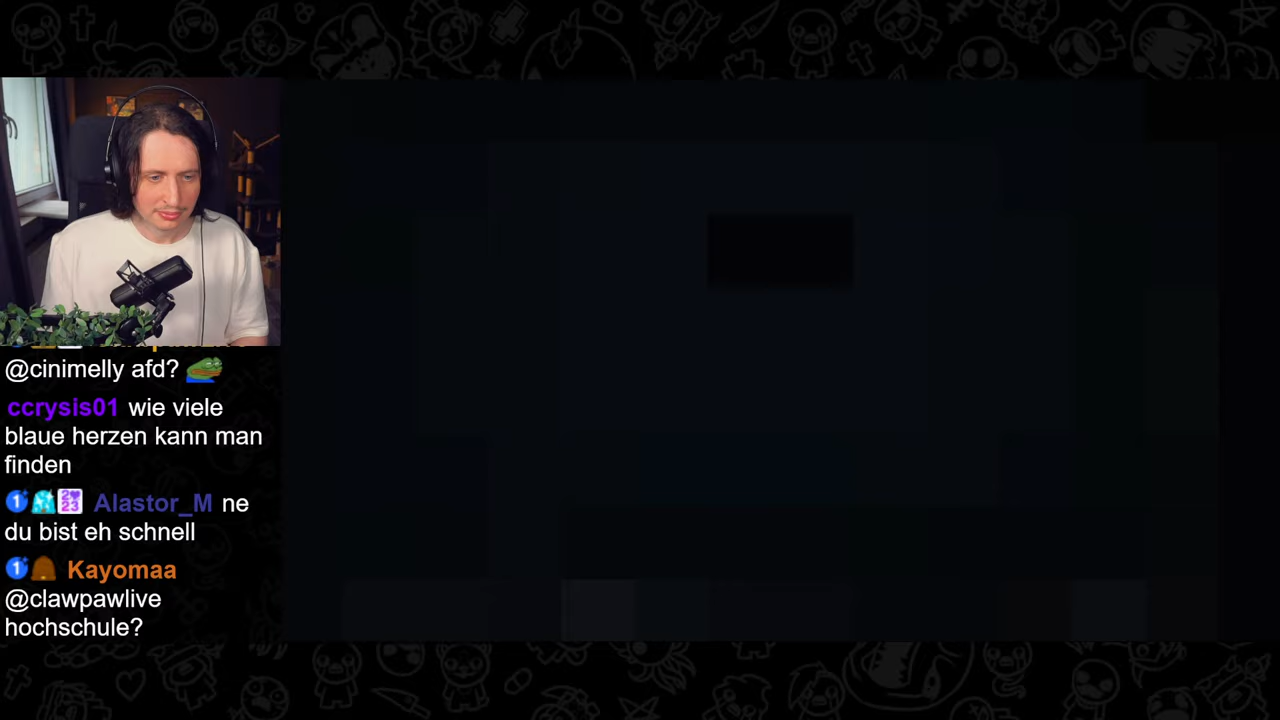 @cinimelly afd?
ccrysis01 wie viele
blaue herzen kann man
finden
Alastor_M ne
du bist eh schnell
Kayomaa
@clawpawlive
hochschule?